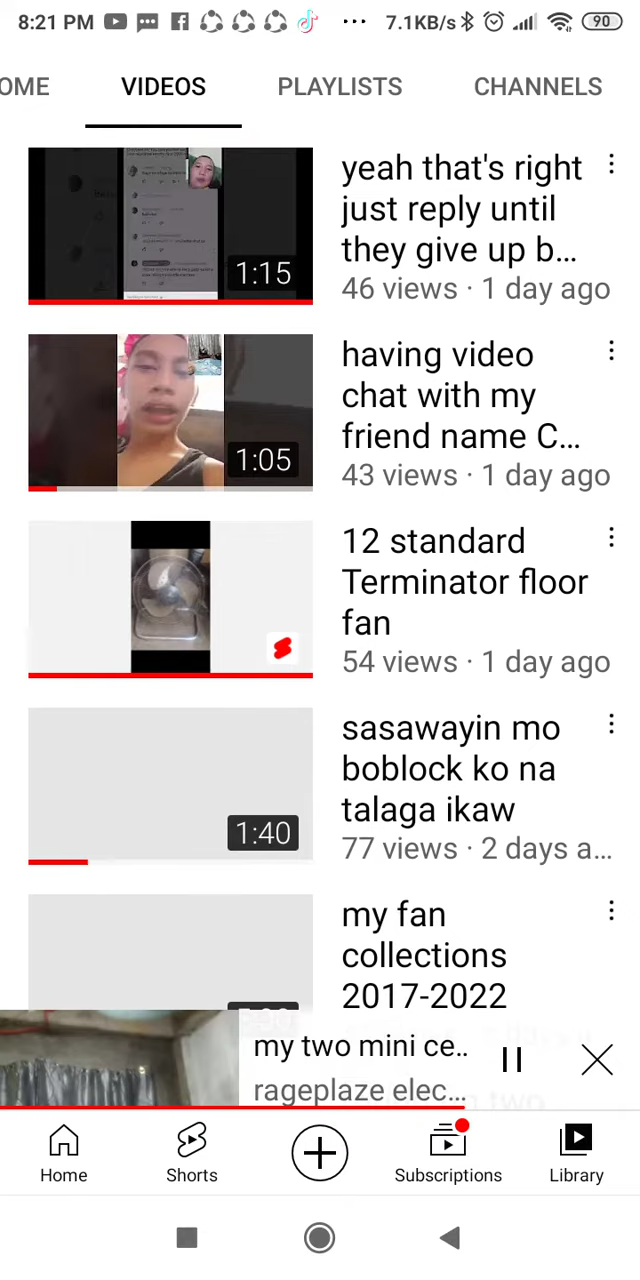 8:21 PM ... 7.1KB/s 90
OME VIDEOS PLAYLISTS CHANNELS
yeah that's right
just reply until
they give up b...
1:15
46 views · 1 day ago
having video
chat with my
friend name C...
1:05
43 views · 1 day ago
12 standard
Terminator floor
fan
54 views · 1 day ago
sasawayin mo
boblock ko na
talaga ikaw
1:40
77 views · 2 days a...
my fan
collections
2017-2022
my two mini ce..
rageplaze elec...
Home Shorts Subscriptions Library